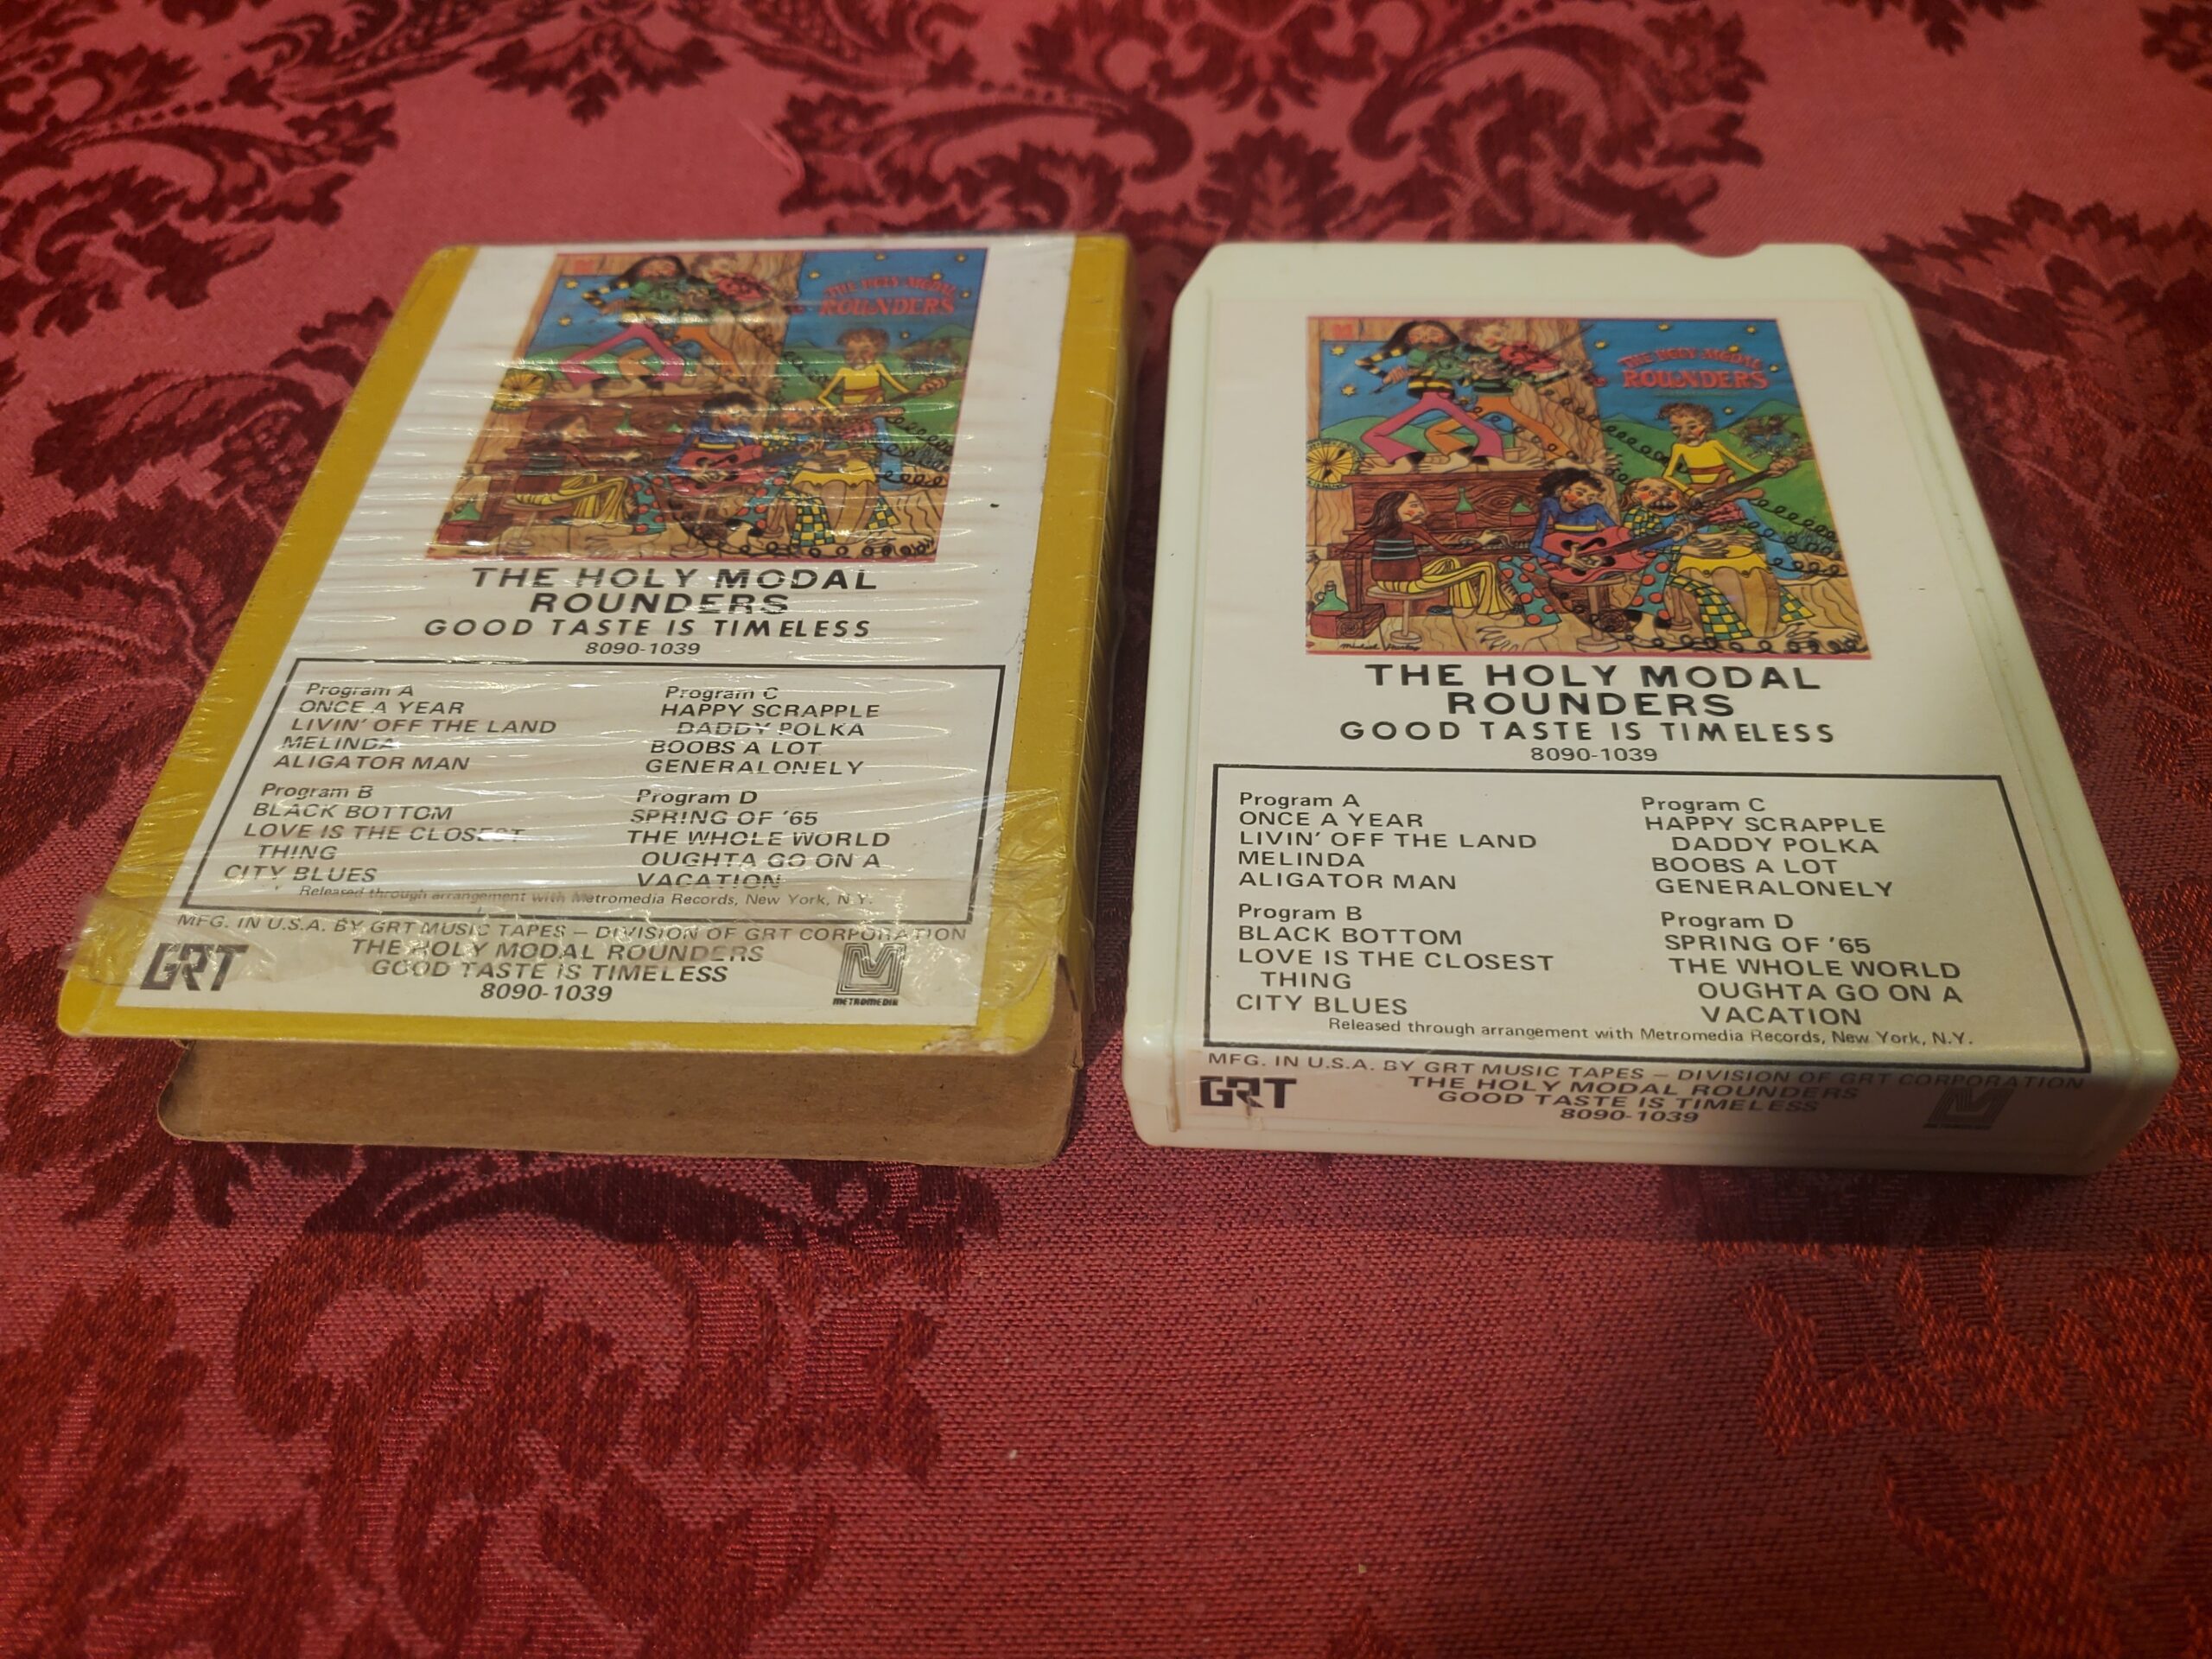 THE HOLY MODAL
ROUNDERS
THE HOLY MODAL
ROUNDERS
GOOD TASTE IS TIMELESS
8090-1039
Program A
ONCE A YEAR
LIVIN' OFF THE LAND
MELINDA
ALIGATOR MAN
Program B
BLACK BOTTOM
LOVE IS THE CLOSEST
THING
CITY BLUES
Program C
HAPPY SCRAPPLE
DADDY POLKA
BOOBS A LOT
GENERALONELY
Program D
SPRING OF '65
THE WHOLE WORLD
OUGHTA GO ON A
VACATION
Released through arrangement with Metromedia Records, New York, N.Y.
MFG. IN U.S.A. BY GRT MUSIC TAPES – DIVISION OF GRT CORPORATION
GRT
THE HOLY MODAL ROUNDERS
GOOD TASTE IS TIMELESS
8090-1039
METROMEDIA
THE HOLY MODAL
ROUNDERS
THE HOLY MODAL
ROUNDERS
GOOD TASTE IS TIMELESS
8090-1039
Program A
ONCE A YEAR
LIVIN' OFF THE LAND
MELINDA
ALIGATOR MAN
Program B
BLACK BOTTOM
LOVE IS THE CLOSEST
THING
CITY BLUES
Program C
HAPPY SCRAPPLE
DADDY POLKA
BOOBS A LOT
GENERALONELY
Program D
SPRING OF '65
THE WHOLE WORLD
OUGHTA GO ON A
VACATION
Released through arrangement with Metromedia Records, New York, N.Y.
MFG. IN U.S.A. BY GRT MUSIC TAPES – DIVISION OF GRT CORPORATION
GRT
THE HOLY MODAL ROUNDERS
GOOD TASTE IS TIMELESS
8090-1039
METROMEDIA